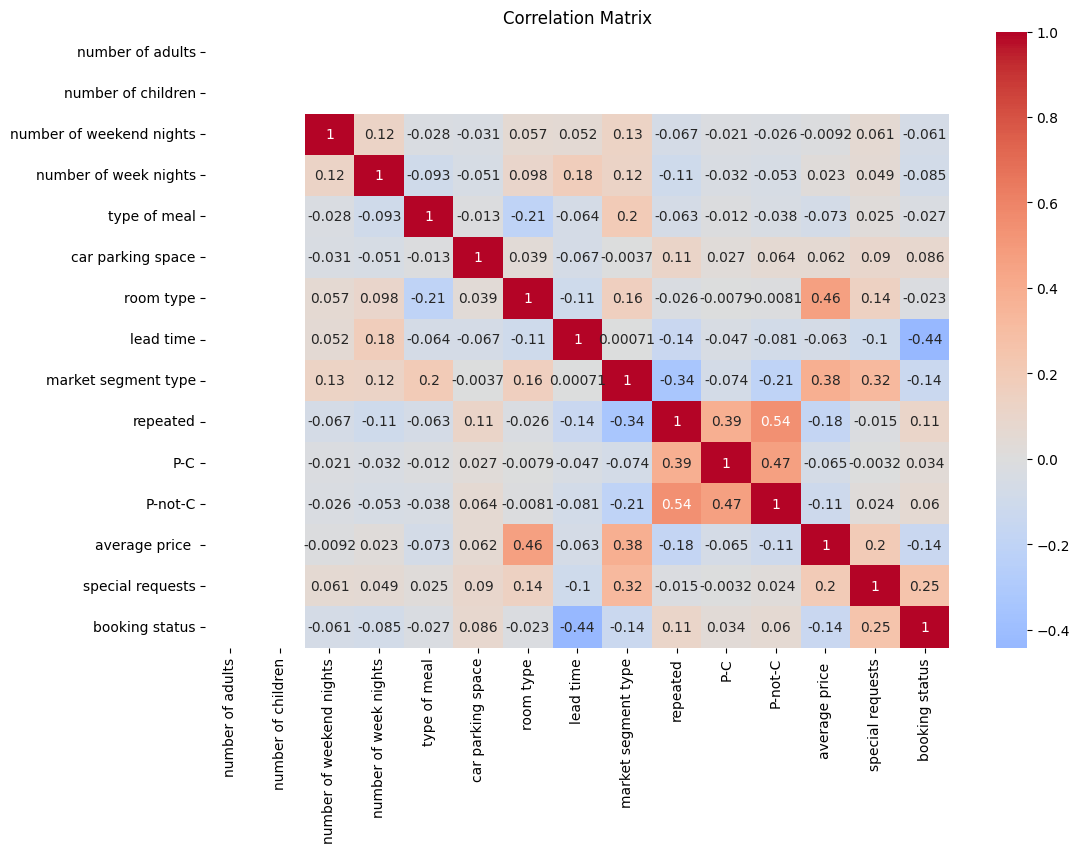 Correlation Matrix
number of adults
number of children
number of weekend nights 1 0.12 -0.028 -0.031 0.057 0.052 0.13 -0.067 -0.021 -0.026 -0.0092 0.061 -0.061
number of week nights 0.12 1 -0.093 -0.051 0.098 0.18 0.12 -0.11 -0.032 -0.053 0.023 0.049 -0.085
type of meal -0.028 -0.093 1 -0.013 -0.21 -0.064 0.2 -0.063 -0.012 -0.038 -0.073 0.025 -0.027
car parking space -0.031 -0.051 -0.013 1 0.039 -0.067 -0.0037 0.11 0.027 0.064 0.062 0.09 0.086
room type 0.057 0.098 -0.21 0.039 1 -0.11 0.16 -0.026 -0.0079 -0.0081 0.46 0.14 -0.023
lead time 0.052 0.18 -0.064 -0.067 -0.11 1 0.00071 -0.14 -0.047 -0.081 -0.063 -0.1 -0.44
market segment type 0.13 0.12 0.2 -0.0037 0.16 0.00071 1 -0.34 -0.074 -0.21 0.38 0.32 -0.14
repeated -0.067 -0.11 -0.063 0.11 -0.026 -0.14 -0.34 1 0.39 0.54 -0.18 -0.015 0.11
P-C -0.021 -0.032 -0.012 0.027 -0.0079 -0.047 -0.074 0.39 1 0.47 -0.065 -0.0032 0.034
P-not-C -0.026 -0.053 -0.038 0.064 -0.0081 -0.081 -0.21 0.54 0.47 1 -0.11 0.024 0.06
average price -0.0092 0.023 -0.073 0.062 0.46 -0.063 0.38 -0.18 -0.065 -0.11 1 0.2 -0.14
special requests 0.061 0.049 0.025 0.09 0.14 -0.1 0.32 -0.015 -0.0032 0.024 0.2 1 0.25
booking status -0.061 -0.085 -0.027 0.086 -0.023 -0.44 -0.14 0.11 0.034 0.06 -0.14 0.25 1
number of adults
number of children
number of weekend nights
number of week nights
type of meal
car parking space
room type
lead time
market segment type
repeated
P-C
P-not-C
average price
special requests
booking status
1.0
0.8
0.6
0.4
0.2
0.0
−0.2
−0.4